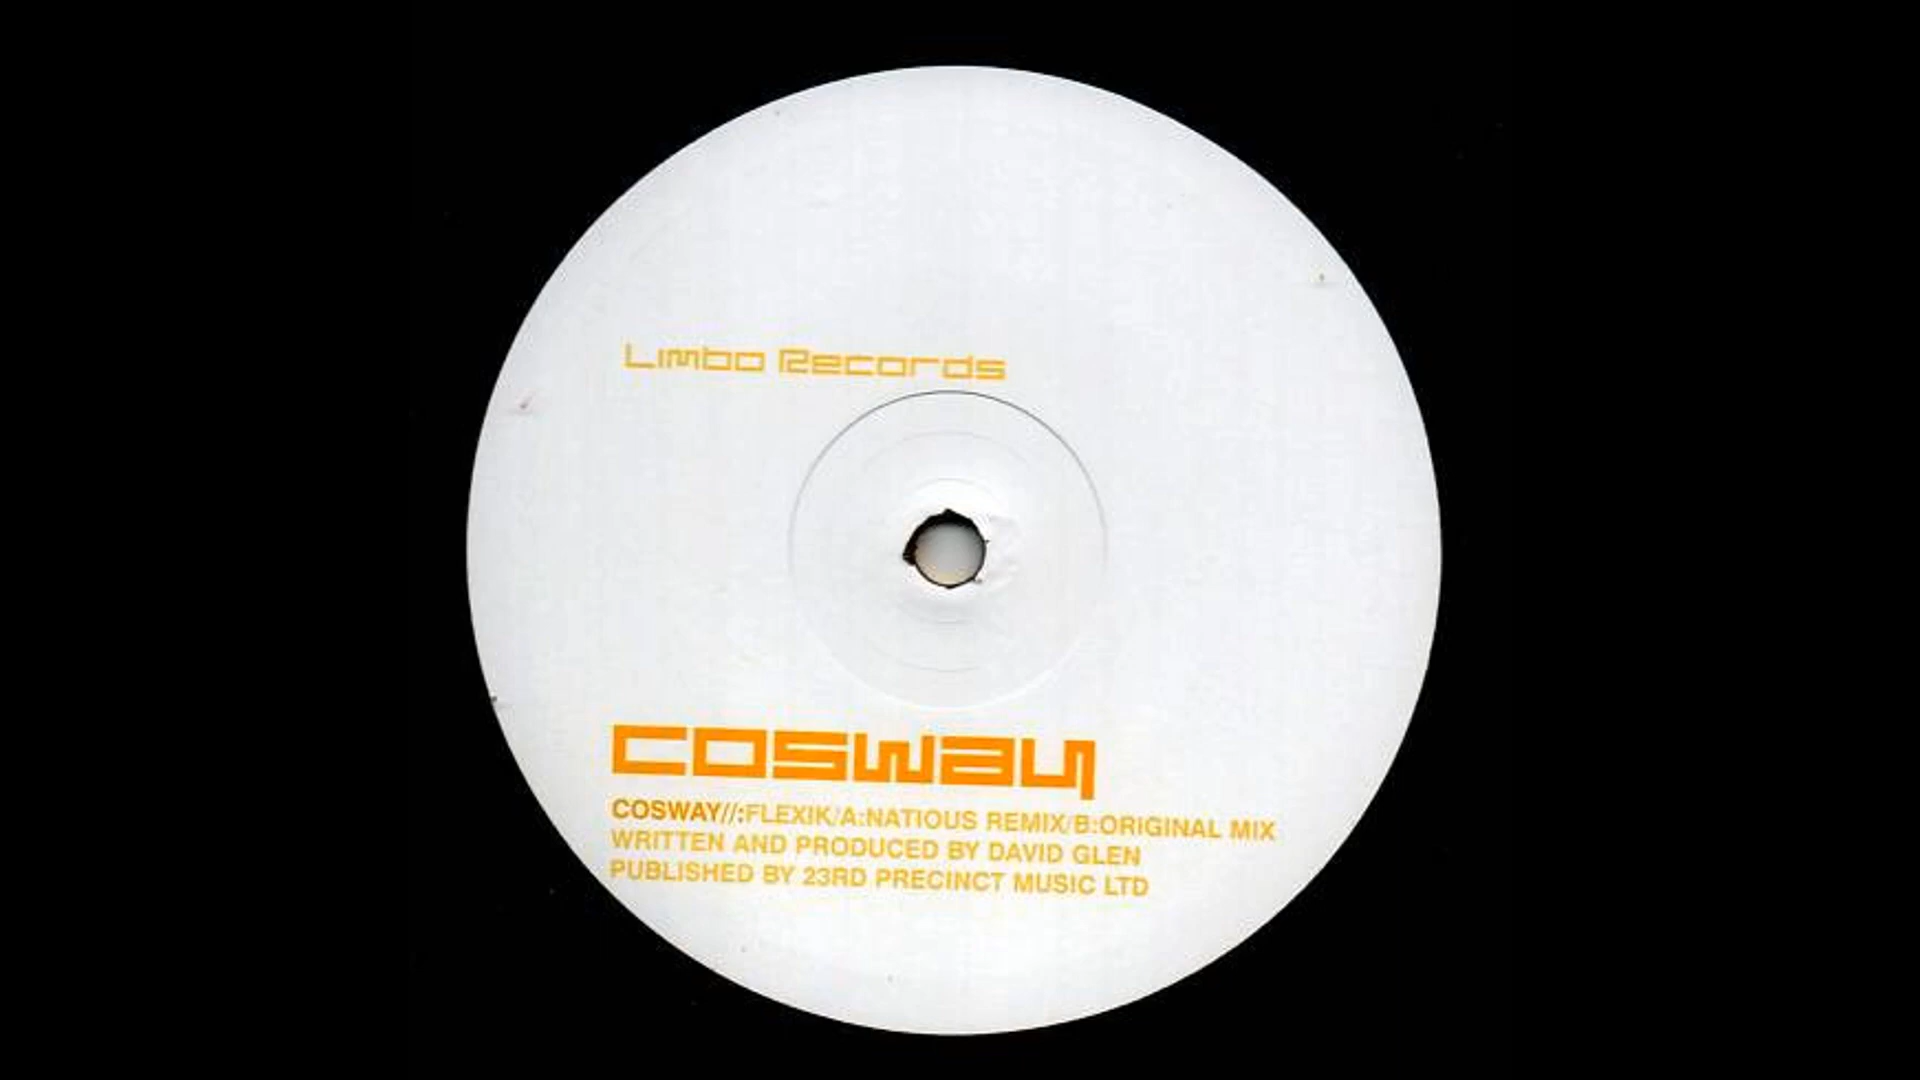 Limbo Records
cosway
COSWAY//:FLEXIK/A:NATIOUS REMIX/B:ORIGINAL MIX
WRITTEN AND PRODUCED BY DAVID GLEN
PUBLISHED BY 23RD PRECINCT MUSIC LTD